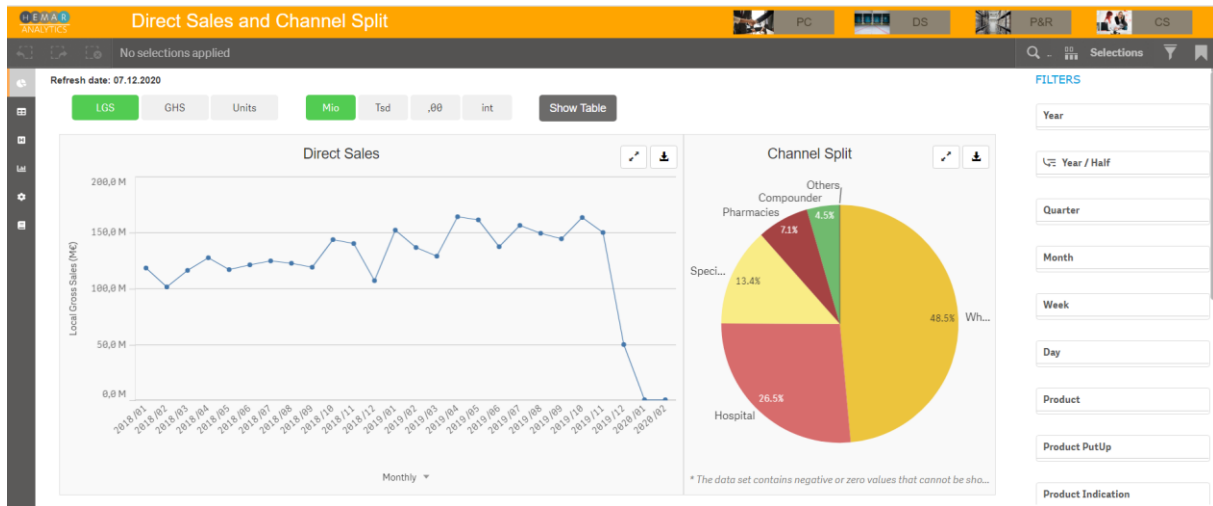 HEMAR
ANALYTICS
Direct Sales and Channel Split
PC
DS
P&R
CS
No selections applied
Selections
Refresh date: 07.12.2020
FILTERS
LGS
GHS
Units
Mio
Tsd
,00
int
Show Table
Year
Year / Half
Quarter
Month
Week
Day
Product
Product PutUp
Product Indication
Direct Sales
Local Gross Sales (M€)
200,0 M
150,0 M
100,0 M
50,0 M
0,0 M
2018/01
2018/02
2018/03
2018/04
2018/05
2018/06
2018/07
2018/08
2018/09
2018/10
2018/11
2018/12
2019/01
2019/02
2019/03
2019/04
2019/05
2019/06
2019/07
2019/08
2019/09
2019/10
2019/11
2019/12
2020/01
2020/02
Monthly
Channel Split
Others
Compounder
Pharmacies
4.5%
7.1%
Speci...
13.4%
48.5%
Wh...
26.5%
Hospital
* The data set contains negative or zero values that cannot be sho...